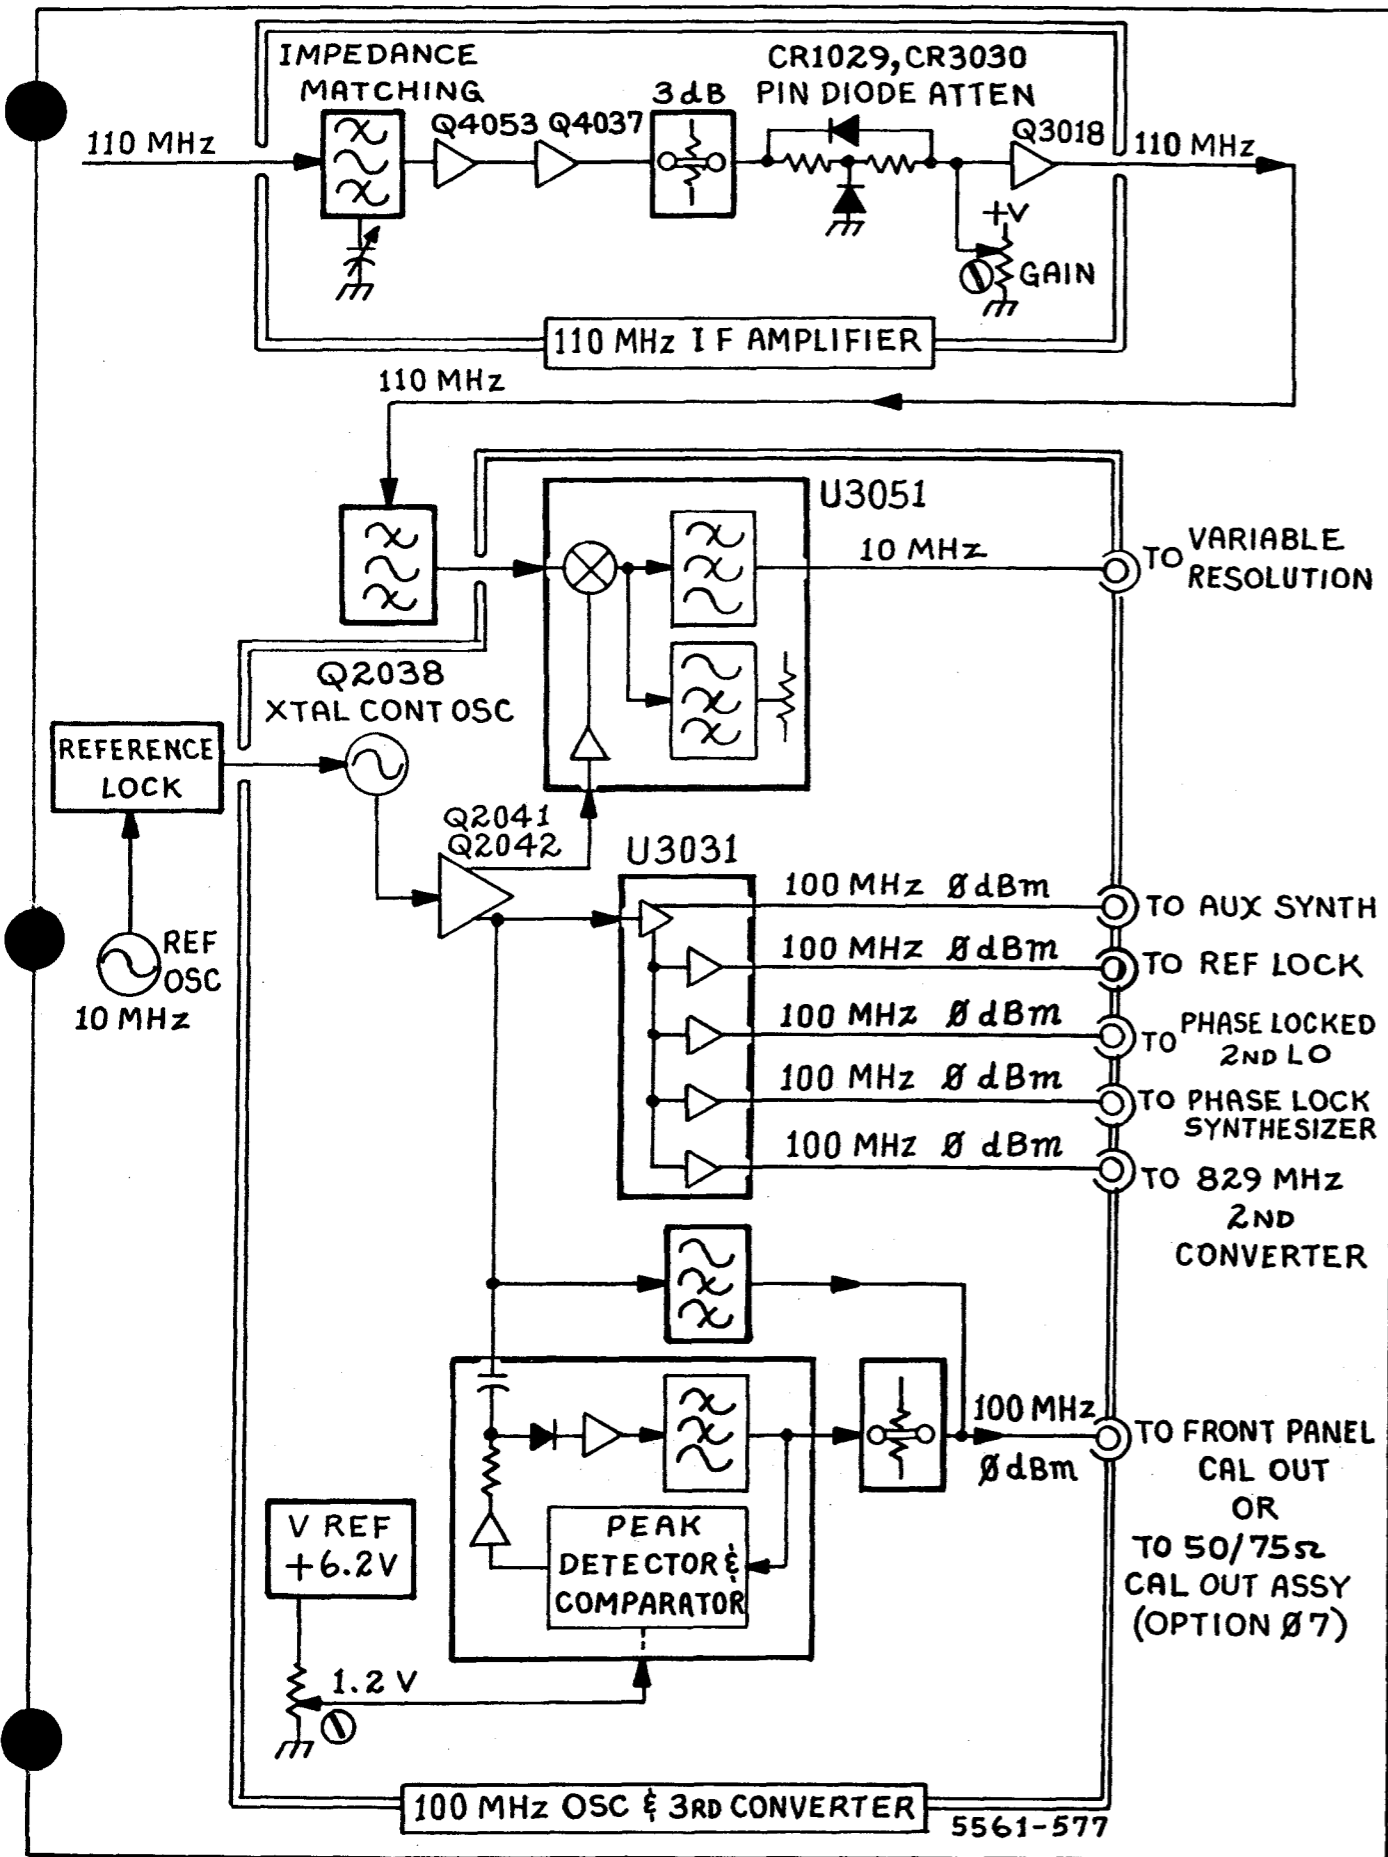 IMPEDANCE
MATCHING
CR1029, CR3030
PIN DIODE ATTEN
3 dB
Q4053 Q4037
Q3018
110 MHz
110 MHz
+V
GAIN
110 MHz IF AMPLIFIER
110 MHz
U3051
10 MHz
TO VARIABLE
RESOLUTION
Q2038
XTAL CONT OSC
REFERENCE
LOCK
Q2041
Q2042
U3031
REF
OSC
10 MHz
100 MHz Ø dBm
TO AUX SYNTH
100 MHz Ø dBm
TO REF LOCK
100 MHz Ø dBm
TO PHASE LOCKED
2ND LO
100 MHz Ø dBm
TO PHASE LOCK
SYNTHESIZER
100 MHz Ø dBm
TO 829 MHz
2ND
CONVERTER
100 MHz
Ø dBm
TO FRONT PANEL
CAL OUT
OR
TO 50/75Ω
CAL OUT ASSY
(OPTION Ø7)
V REF
+6.2V
PEAK
DETECTOR &
COMPARATOR
1.2 V
100 MHz OSC & 3RD CONVERTER
5561-577